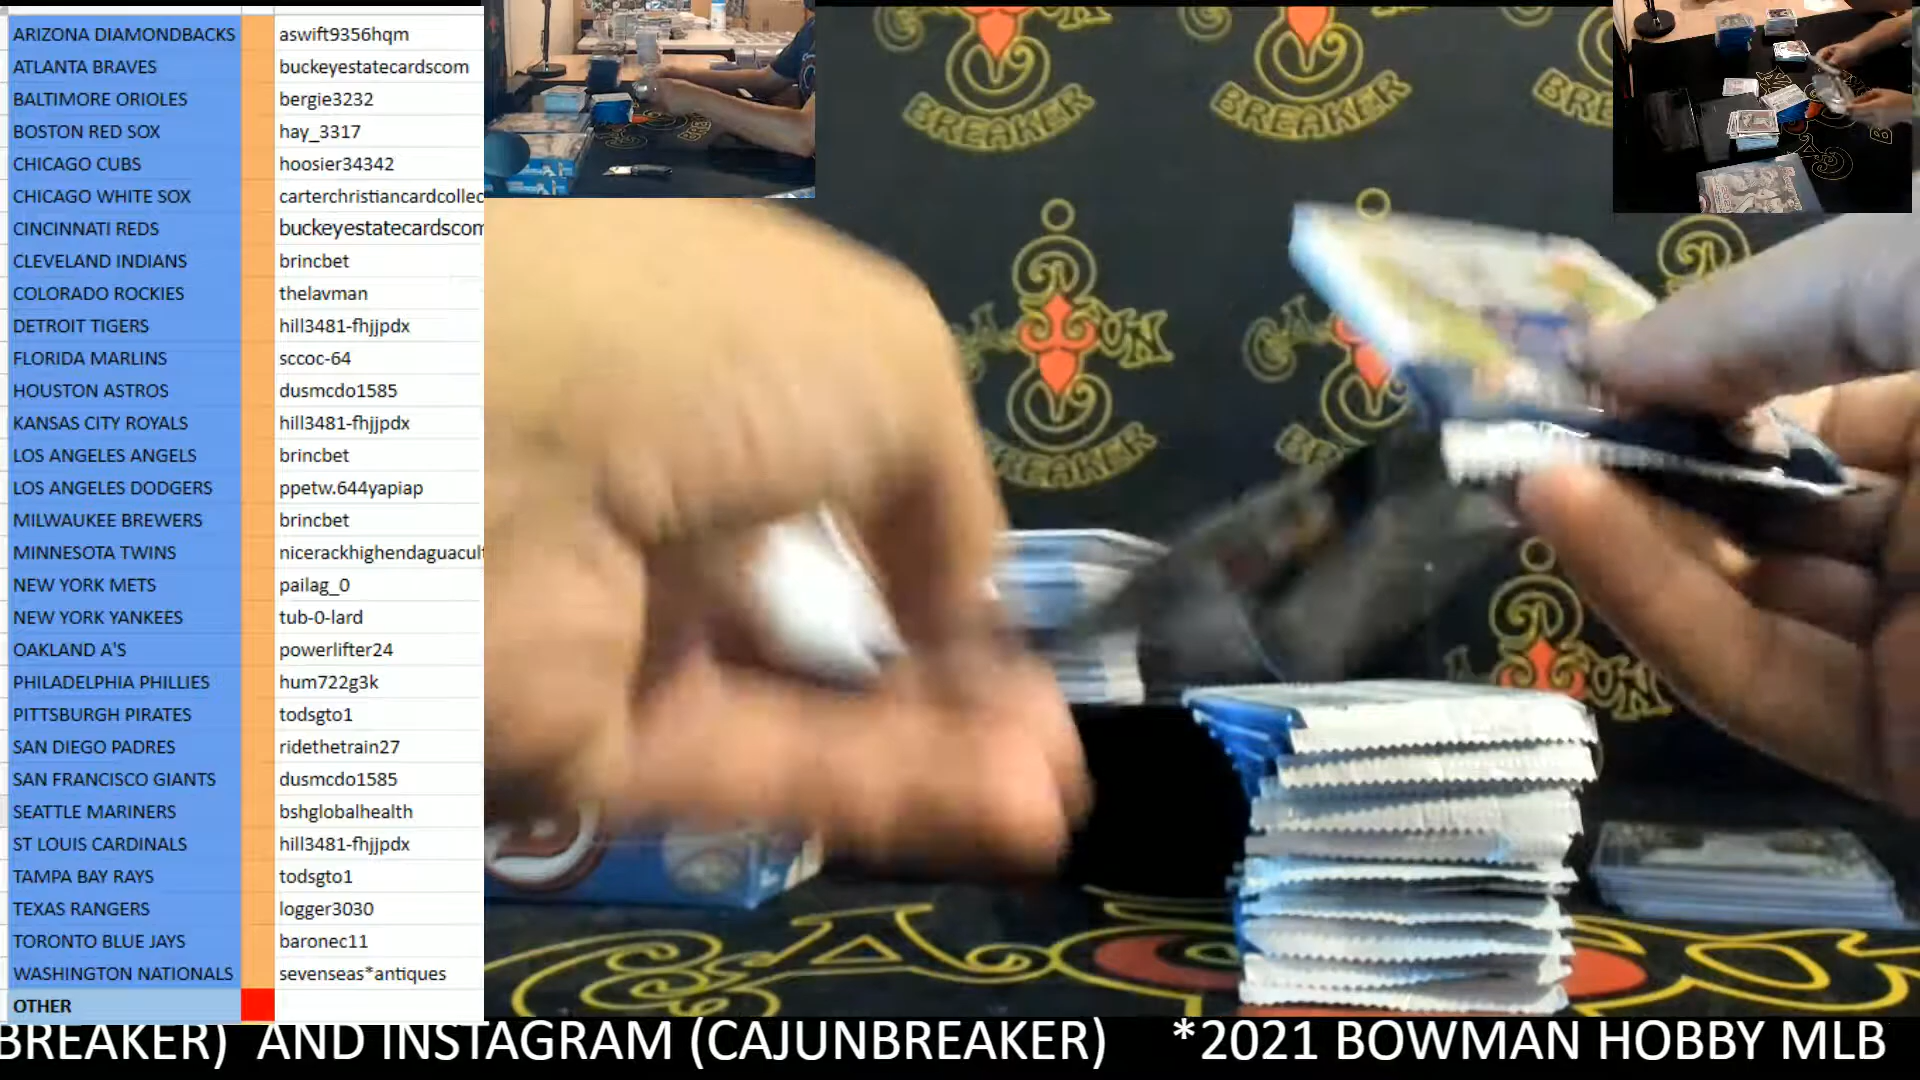 ARIZONA DIAMONDBACKS aswift9356hqm
ATLANTA BRAVES buckeyestatecardscom
BALTIMORE ORIOLES bergie3232
BOSTON RED SOX hay_3317
CHICAGO CUBS hoosier34342
CHICAGO WHITE SOX carterchristiancardcollec
CINCINNATI REDS buckeyestatecardscom
CLEVELAND INDIANS brincbet
COLORADO ROCKIES thelavman
DETROIT TIGERS hill3481-fhjjpdx
FLORIDA MARLINS sccoc-64
HOUSTON ASTROS dusmcdo1585
KANSAS CITY ROYALS hill3481-fhjjpdx
LOS ANGELES ANGELS brincbet
LOS ANGELES DODGERS ppetw.644yapiap
MILWAUKEE BREWERS brincbet
MINNESOTA TWINS nicerackhighendaguacult
NEW YORK METS pailag_0
NEW YORK YANKEES tub-0-lard
OAKLAND A'S powerlifter24
PHILADELPHIA PHILLIES hum722g3k
PITTSBURGH PIRATES todsgto1
SAN DIEGO PADRES ridethetrain27
SAN FRANCISCO GIANTS dusmcdo1585
SEATTLE MARINERS bshglobalhealth
ST LOUIS CARDINALS hill3481-fhjjpdx
TAMPA BAY RAYS todsgto1
TEXAS RANGERS logger3030
TORONTO BLUE JAYS baronec11
WASHINGTON NATIONALS sevenseas*antiques
OTHER
BREAKER
BREAKER
BRE
CAJUN
BREAKER
CAJUN
BREAKER
BREAKER) AND INSTAGRAM (CAJUNBREAKER) *2021 BOWMAN HOBBY MLB